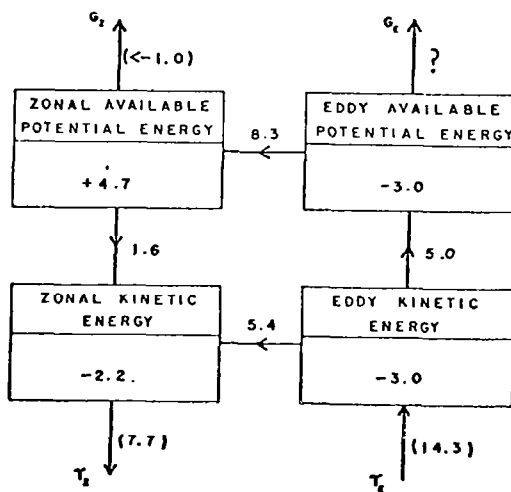 G_Z
(<-1.0)
ZONAL AVAILABLE
POTENTIAL ENERGY
+4.7
8.3
G_E
?
EDDY AVAILABLE
POTENTIAL ENERGY
-3.0
1.6
5.0
ZONAL KINETIC
ENERGY
-2.2.
5.4
EDDY KINETIC
ENERGY
-3.0
(7.7)
τ_Z
(14.3)
τ_E